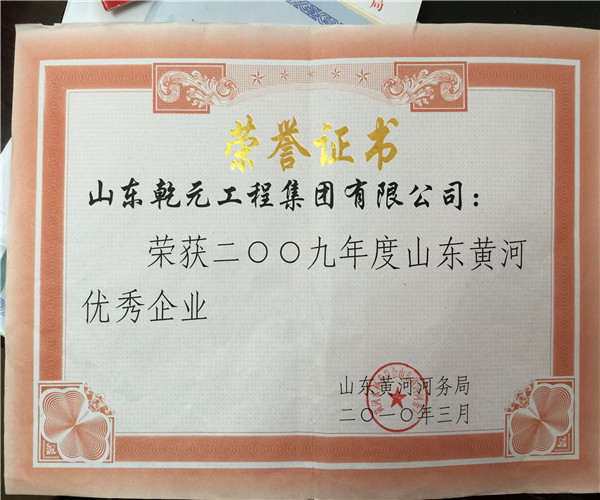 局
荣誉证书
山东乾元工程集团有限公司：
荣获二〇〇九年度山东黄河
优秀企业
山东黄河河务局
二〇一〇年三月